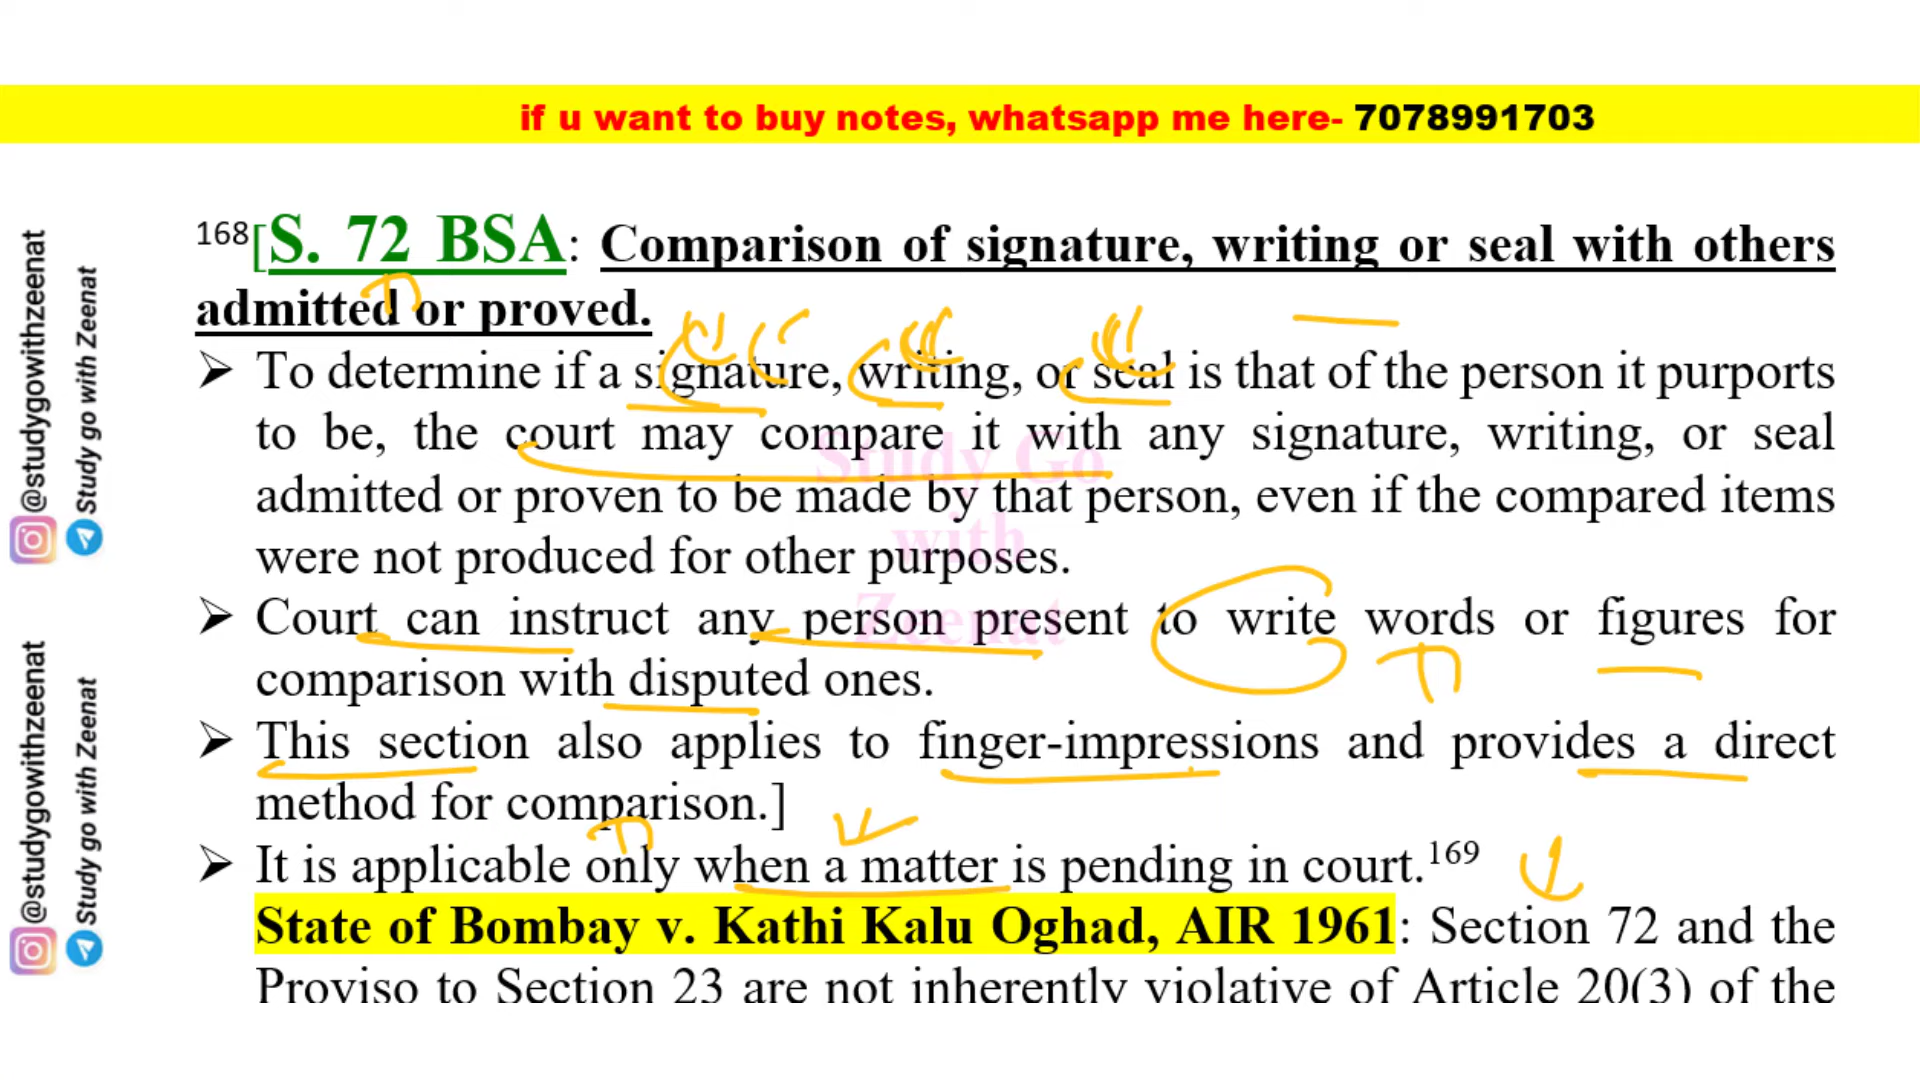 if u want to buy notes, whatsapp me here- 7078991703
168[S. 72 BSA: Comparison of signature, writing or seal with others
admitted or proved.
➢ To determine if a signature, writing, or seal is that of the person it purports
to be, the court may compare it with any signature, writing, or seal
admitted or proven to be made by that person, even if the compared items
were not produced for other purposes.
➢ Court can instruct any person present to write words or figures for
comparison with disputed ones.
➢ This section also applies to finger-impressions and provides a direct
method for comparison.]
➢ It is applicable only when a matter is pending in court.169
State of Bombay v. Kathi Kalu Oghad, AIR 1961: Section 72 and the
Proviso to Section 23 are not inherently violative of Article 20(3) of the
Study Go
with
Zeenat
@studygowithzeenat
Study go with Zeenat
@studygowithzeenat
Study go with Zeenat